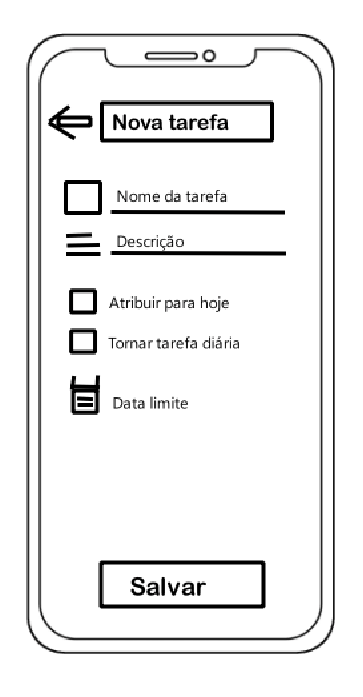 Nova tarefa
Nome da tarefa
Descrição
Atribuir para hoje
Tornar tarefa diária
Data limite
Salvar